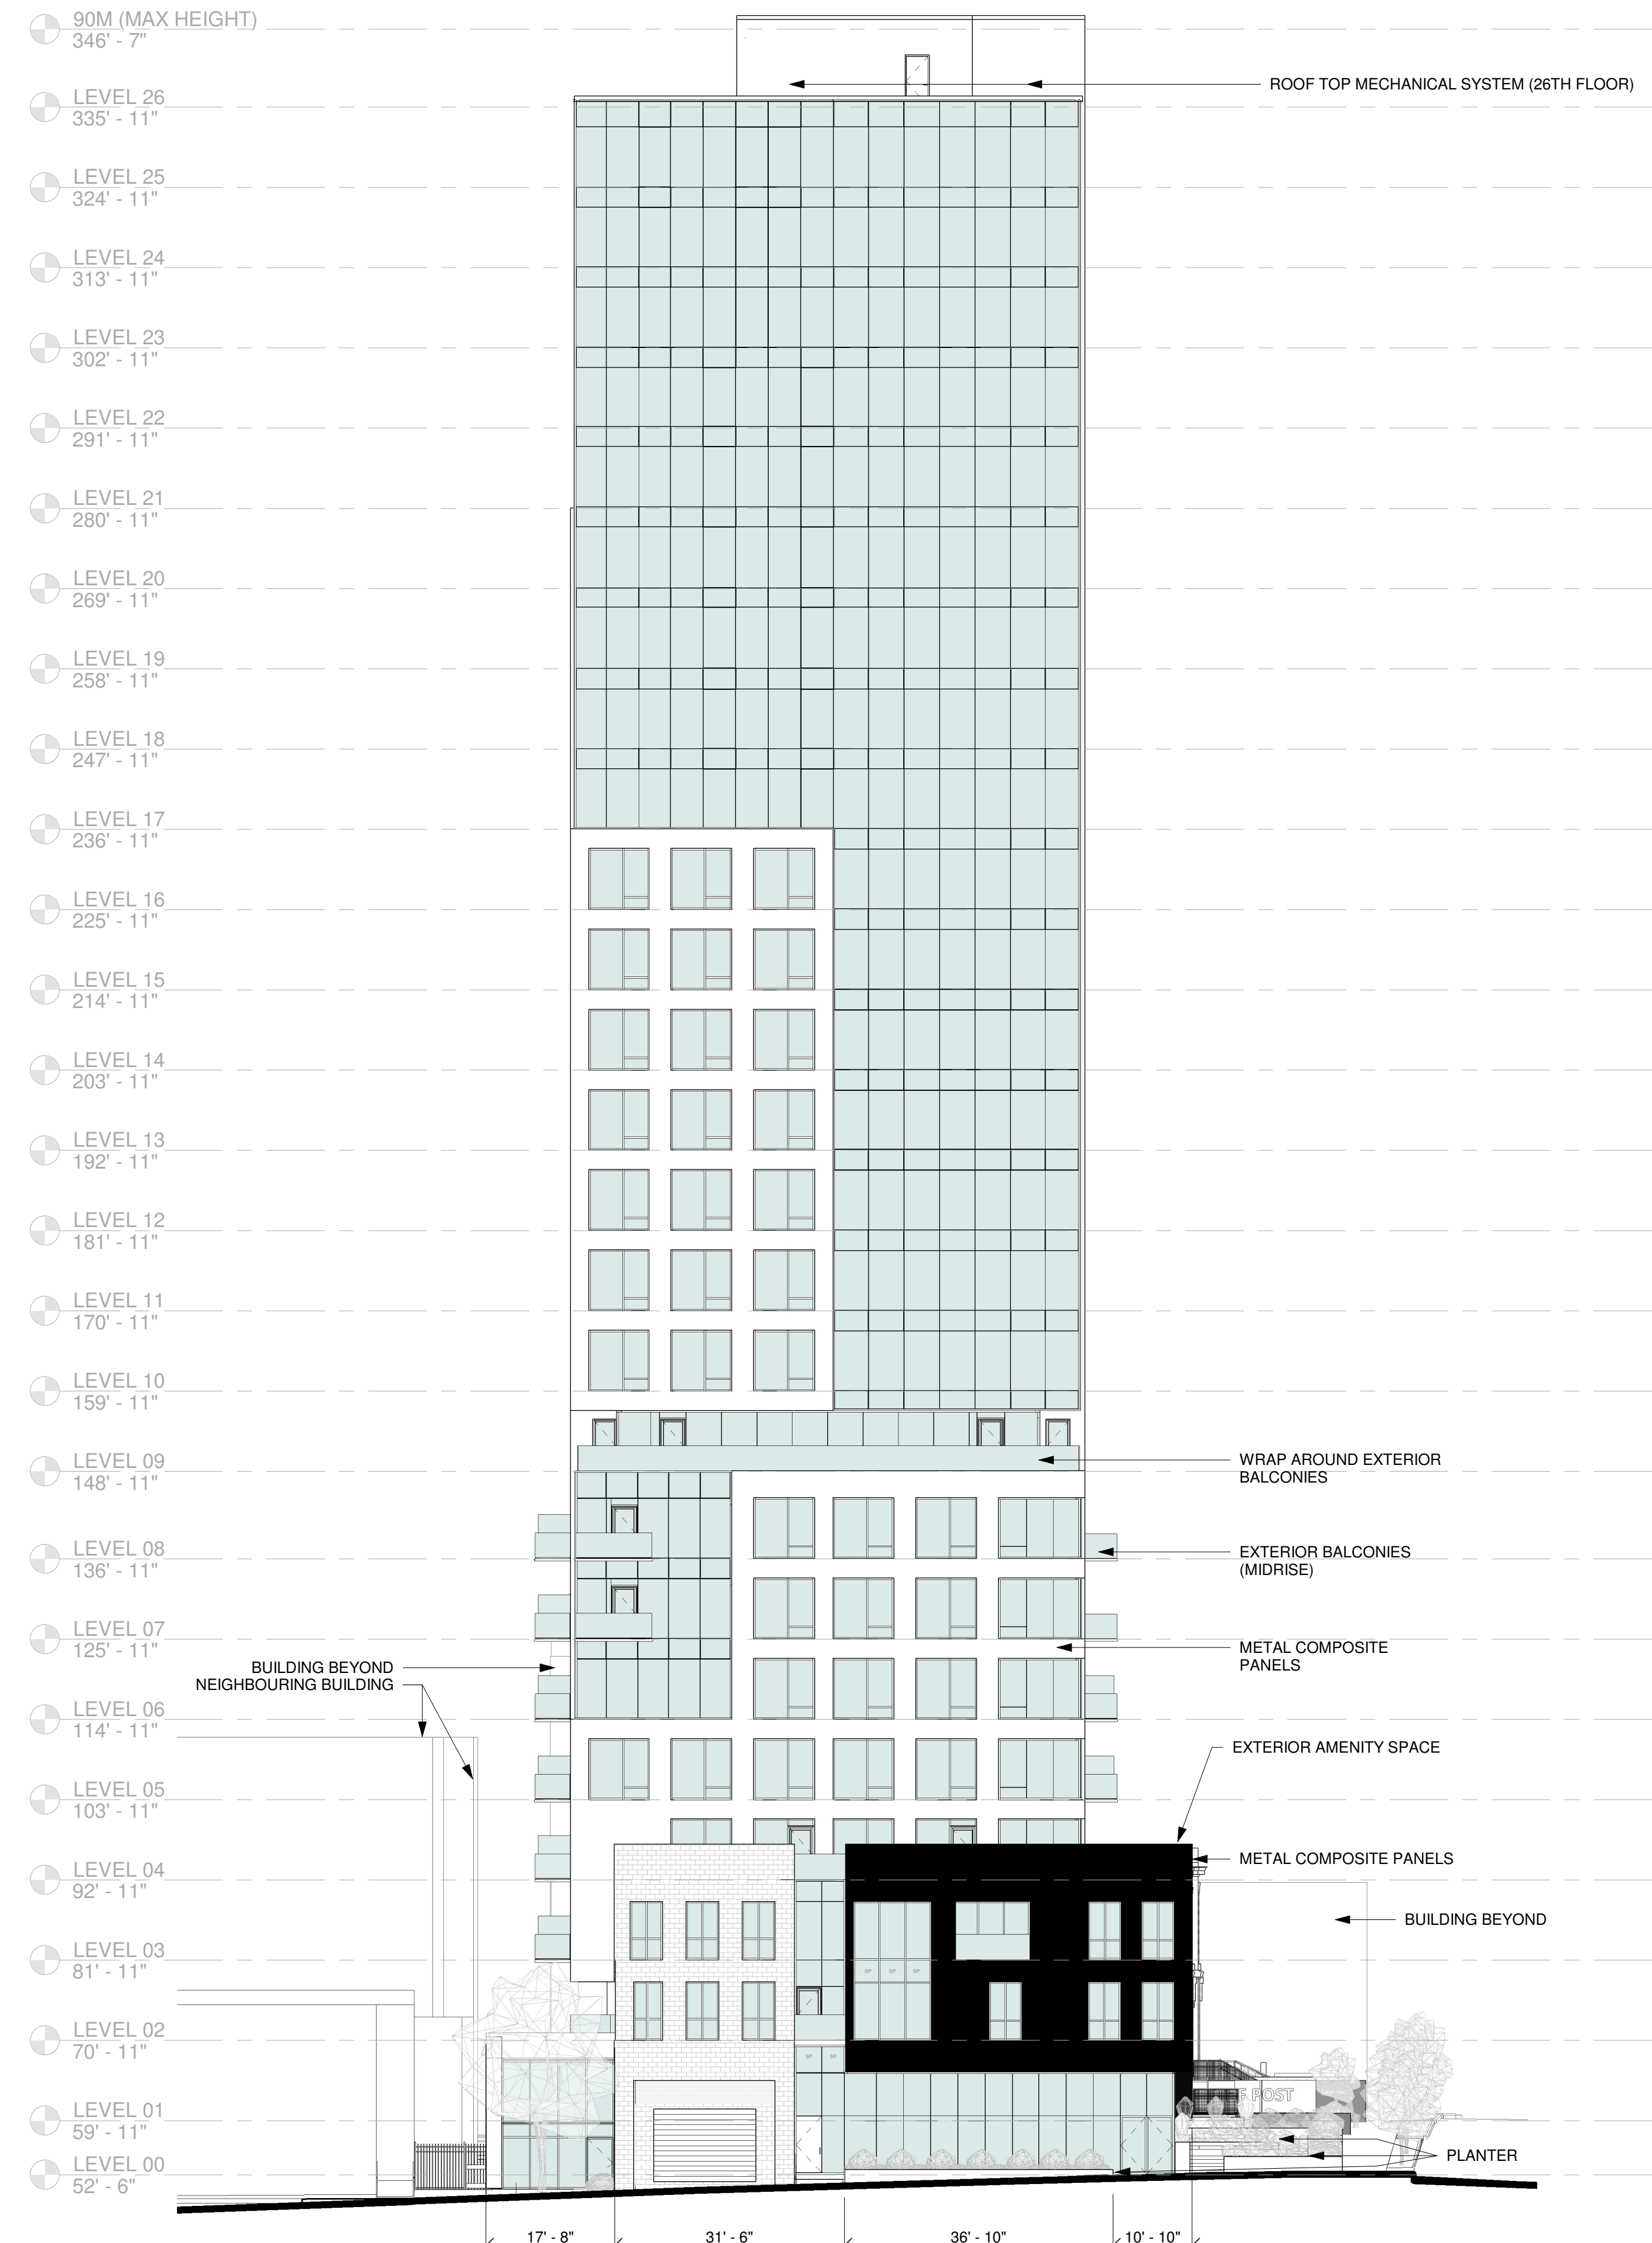 90M (MAX HEIGHT)
346' - 7"
ROOF TOP MECHANICAL SYSTEM (26TH FLOOR)
LEVEL 26
335' - 11"
LEVEL 25
324' - 11"
LEVEL 24
313' - 11"
LEVEL 23
302' - 11"
LEVEL 22
291' - 11"
LEVEL 21
280' - 11"
LEVEL 20
269' - 11"
LEVEL 19
258' - 11"
LEVEL 18
247' - 11"
LEVEL 17
236' - 11"
LEVEL 16
225' - 11"
LEVEL 15
214' - 11"
LEVEL 14
203' - 11"
LEVEL 13
192' - 11"
LEVEL 12
181' - 11"
LEVEL 11
170' - 11"
LEVEL 10
159' - 11"
LEVEL 09
148' - 11"
WRAP AROUND EXTERIOR
BALCONIES
LEVEL 08
136' - 11"
EXTERIOR BALCONIES
(MIDRISE)
LEVEL 07
125' - 11"
METAL COMPOSITE
PANELS
BUILDING BEYOND
NEIGHBOURING BUILDING
LEVEL 06
114' - 11"
EXTERIOR AMENITY SPACE
LEVEL 05
103' - 11"
METAL COMPOSITE PANELS
LEVEL 04
92' - 11"
BUILDING BEYOND
LEVEL 03
81' - 11"
SP SP SP
LEVEL 02
70' - 11"
SP SP
POST
LEVEL 01
59' - 11"
PLANTER
LEVEL 00
52' - 6"
17' - 8"
31' - 6"
36' - 10"
10' - 10"